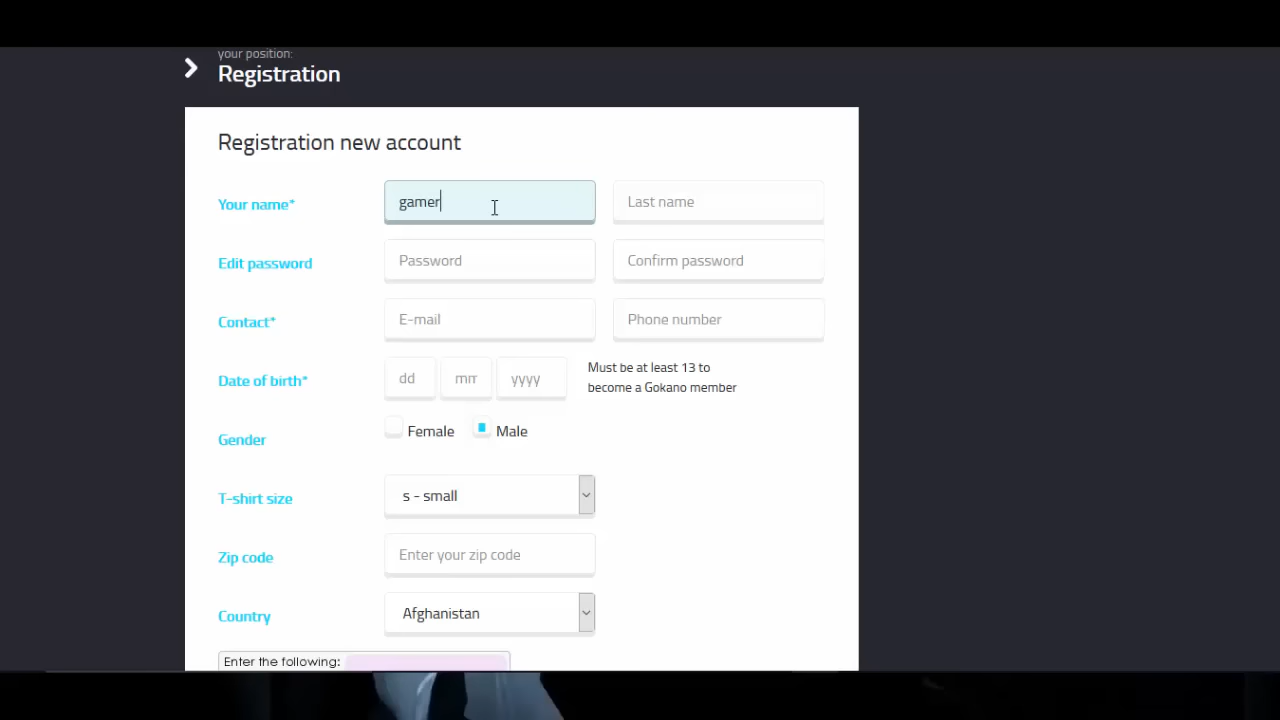 your position:
Registration
Registration new account
Your name* gamer Last name
Edit password Password Confirm password
Contact* E-mail Phone number
Date of birth* dd mm yyyy Must be at least 13 to
become a Gokano member
Gender Female Male
T-shirt size s - small
Zip code Enter your zip code
Country Afghanistan
Enter the following: